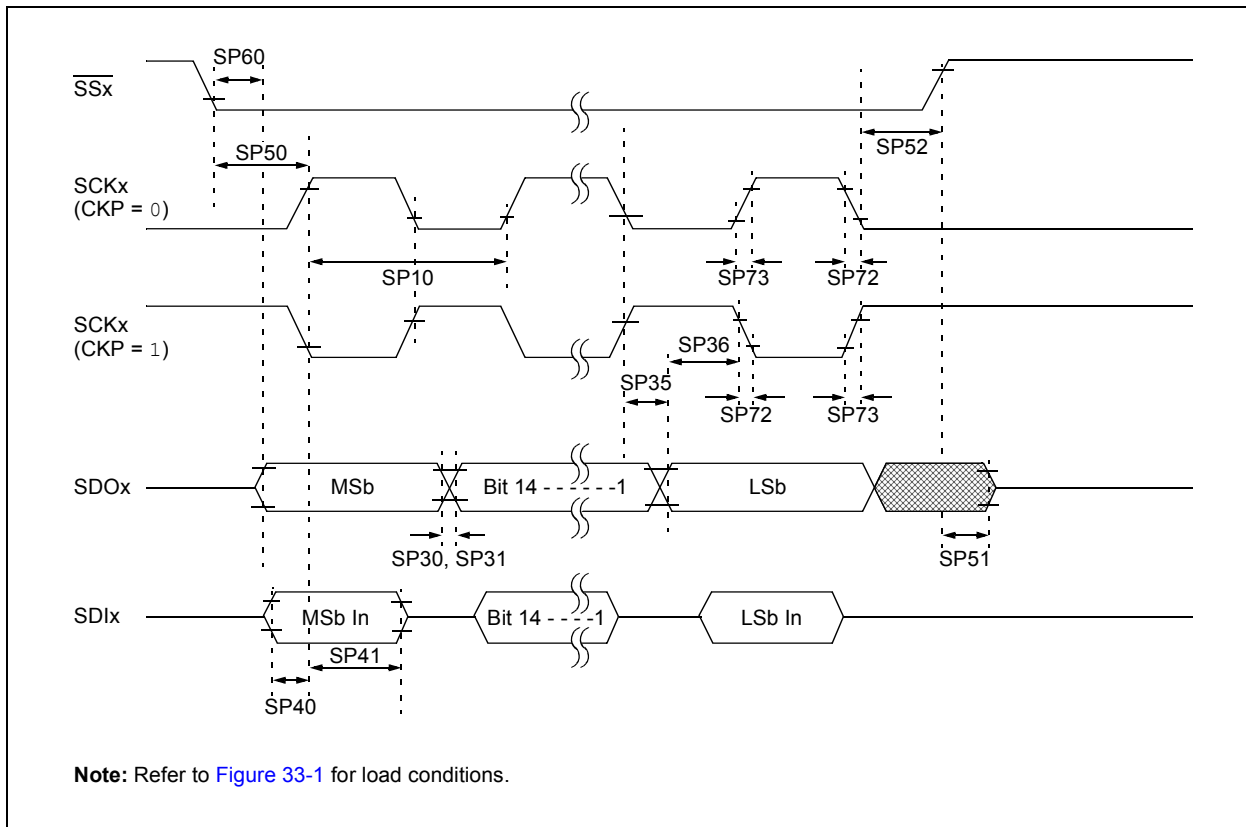 SP60
SSx
SP50
SP52
SCKx
(CKP = 0)
SP10
SP73
SP72
SCKx
(CKP = 1)
SP36
SP35
SP72
SP73
SDOx
MSb
Bit 14 - - - - - -1
LSb
SP30, SP31
SP51
SDIx
MSb In
Bit 14 - - - -1
LSb In
SP41
SP40
Note: Refer to Figure 33-1 for load conditions.